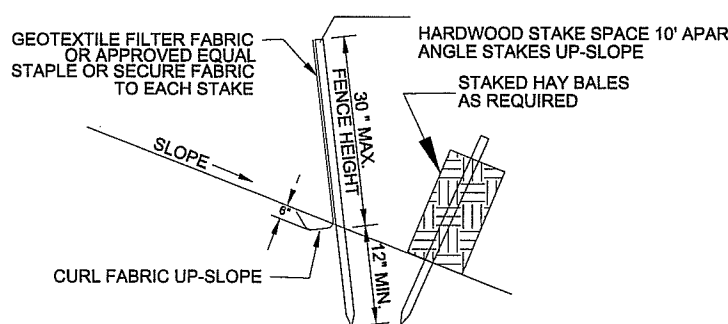 GEOTEXTILE FILTER FABRIC
OR APPROVED EQUAL
STAPLE OR SECURE FABRIC
TO EACH STAKE
HARDWOOD STAKE SPACE 10' APAR
ANGLE STAKES UP-SLOPE
STAKED HAY BALES
AS REQUIRED
30" MAX.
FENCE HEIGHT
SLOPE
6"
CURL FABRIC UP-SLOPE
12" MIN.